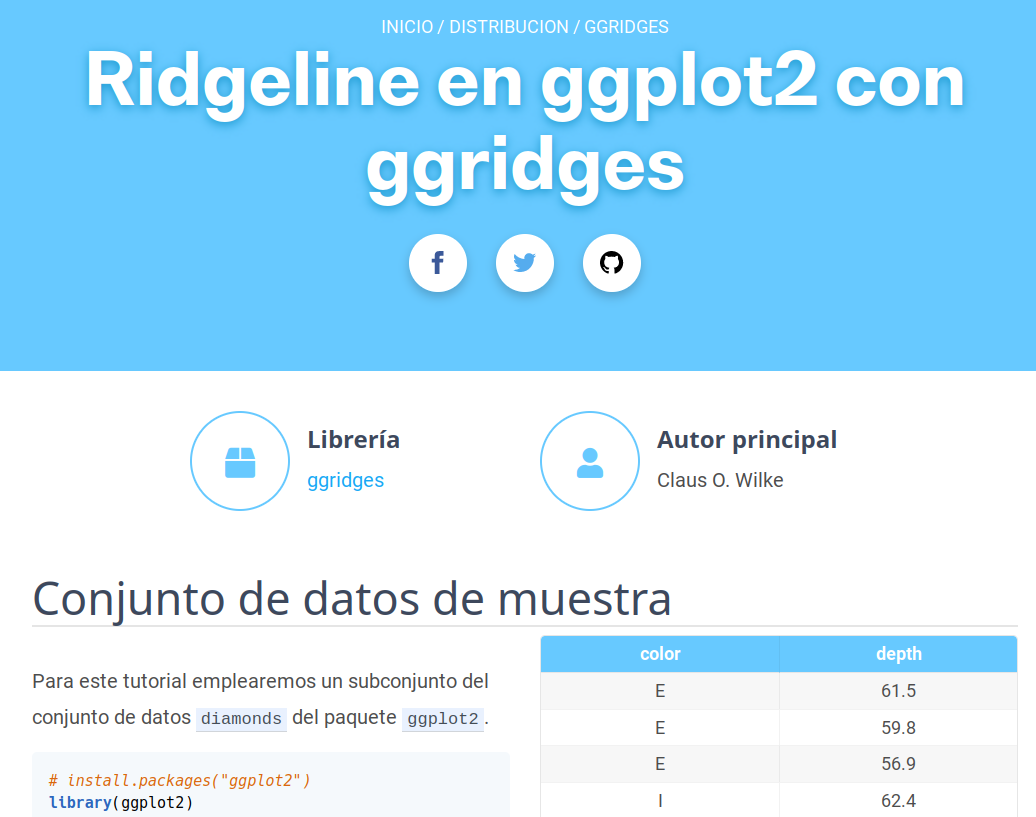 INICIO / DISTRIBUCION / GGRIDGES
Ridgeline en ggplot2 con
ggridges
Librería
ggridges
Autor principal
Claus O. Wilke
Conjunto de datos de muestra
Para este tutorial emplearemos un subconjunto del
conjunto de datos diamonds del paquete ggplot2.
# install.packages("ggplot2")
library(ggplot2)
color depth
E 61.5
E 59.8
E 56.9
I 62.4